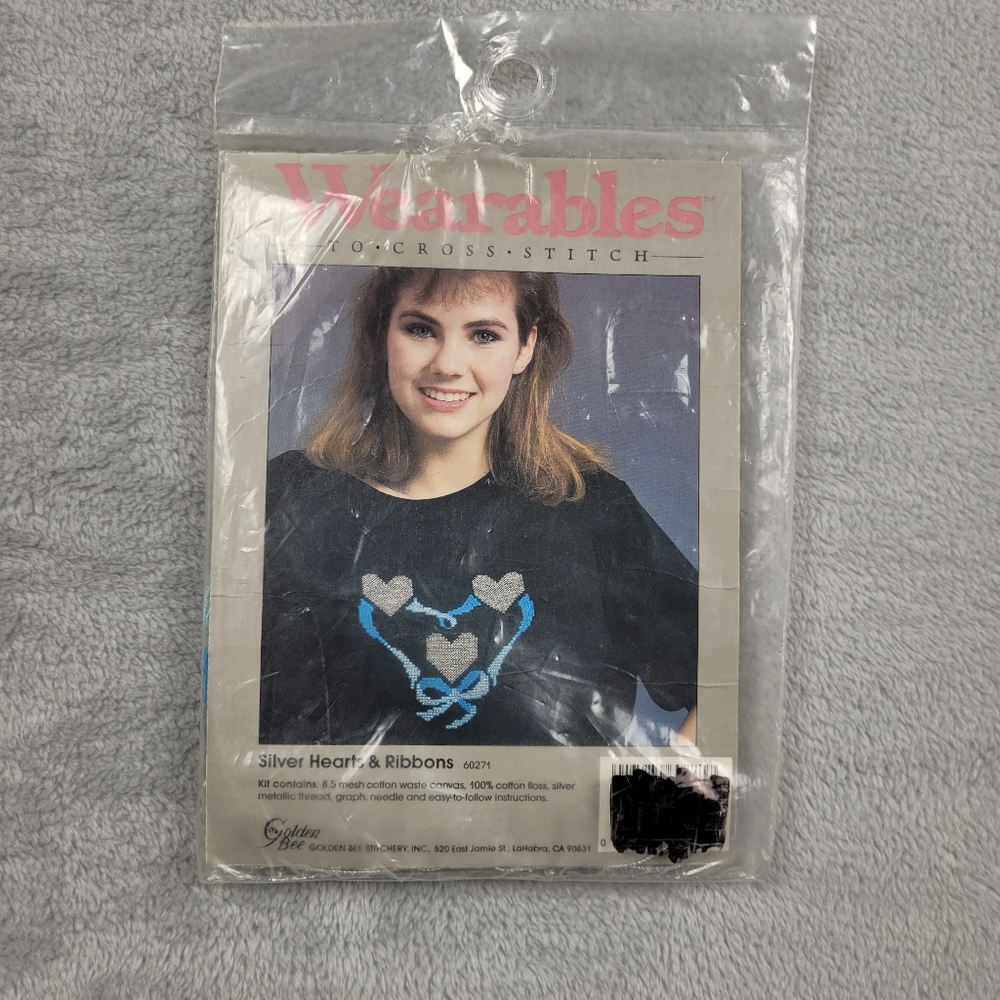 Wearables™
TO • CROSS • STITCH
Silver Hearts & Ribbons 60271
Kit contains: 8.5 mesh cotton waste canvas, 100% cotton floss, silver
metallic thread, graph, needle and easy-to-follow instructions.
Golden
Bee GOLDEN BEE STITCHERY, INC., 520 East Jamie St., LaHabra, CA 90631
0